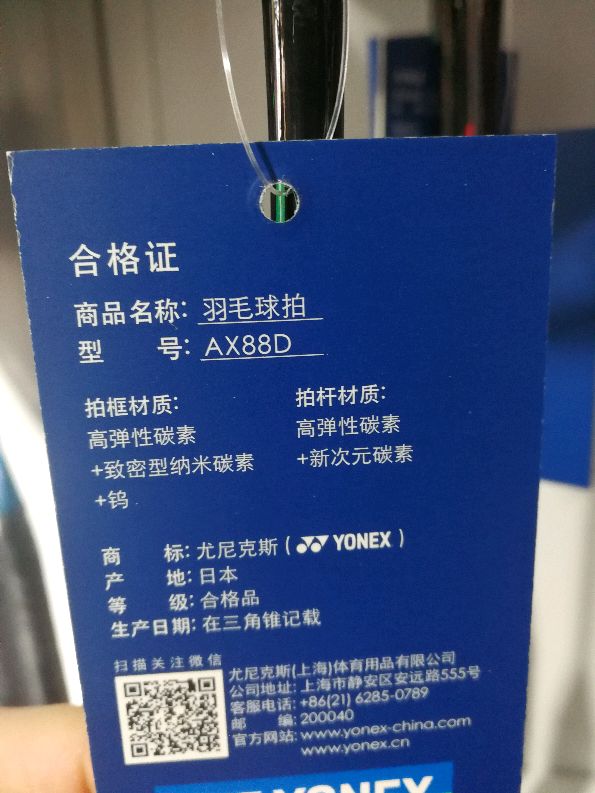 合格证
商品名称: 羽毛球拍
型 号: AX88D
拍框材质:
高弹性碳素
+致密型纳米碳素
+钨
拍杆材质:
高弹性碳素
+新次元碳素
商 标: 尤尼克斯( YONEX )
产 地: 日本
等 级: 合格品
生产日期: 在三角锥记载
扫描关注微信
尤尼克斯(上海)体育用品有限公司
公司地址: 上海市静安区安远路555号
客服电话: +86(21) 6285-0789
邮 编: 200040
官方网站: www.yonex-china.com
www.yonex.cn
YONEX